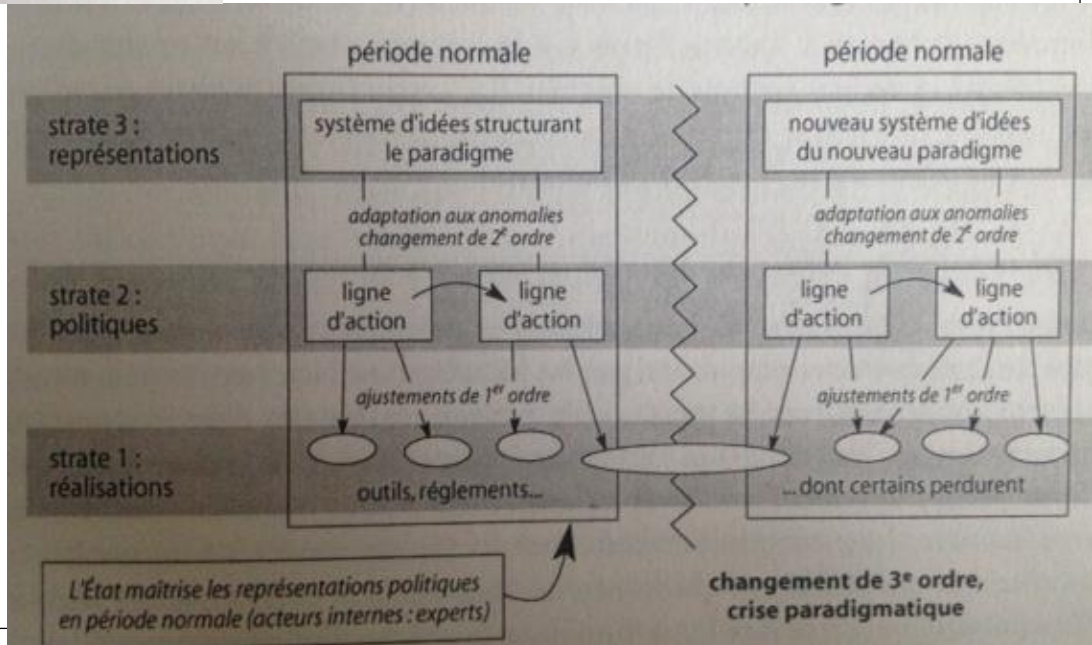 période normale
période normale
strate 3 :
représentations
système d'idées structurant
le paradigme
nouveau système d'idées
du nouveau paradigme
adaptation aux anomalies
changement de 2e ordre
adaptation aux anomalies
changement de 2e ordre
strate 2 :
politiques
ligne
d'action
ligne
d'action
ligne
d'action
ligne
d'action
ajustements de 1er ordre
ajustements de 1er ordre
strate 1 :
réalisations
outils, réglements...
...dont certains perdurent
L'État maîtrise les représentations politiques
en période normale (acteurs internes : experts)
changement de 3e ordre,
crise paradigmatique